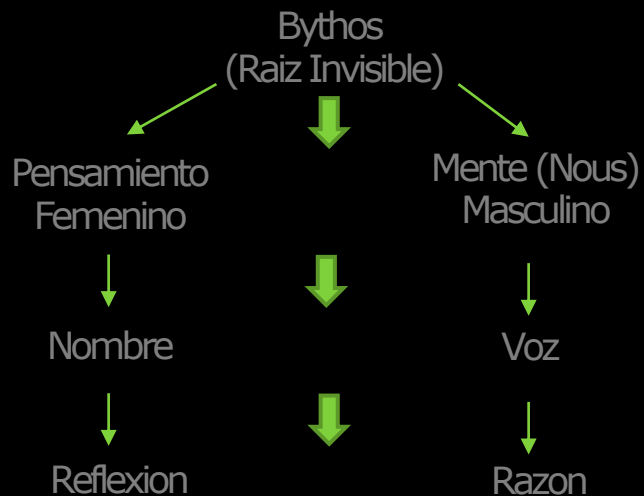 Bythos
(Raiz Invisible)
Pensamiento
Femenino
Mente (Nous)
Masculino
Nombre
Voz
Reflexion
Razon